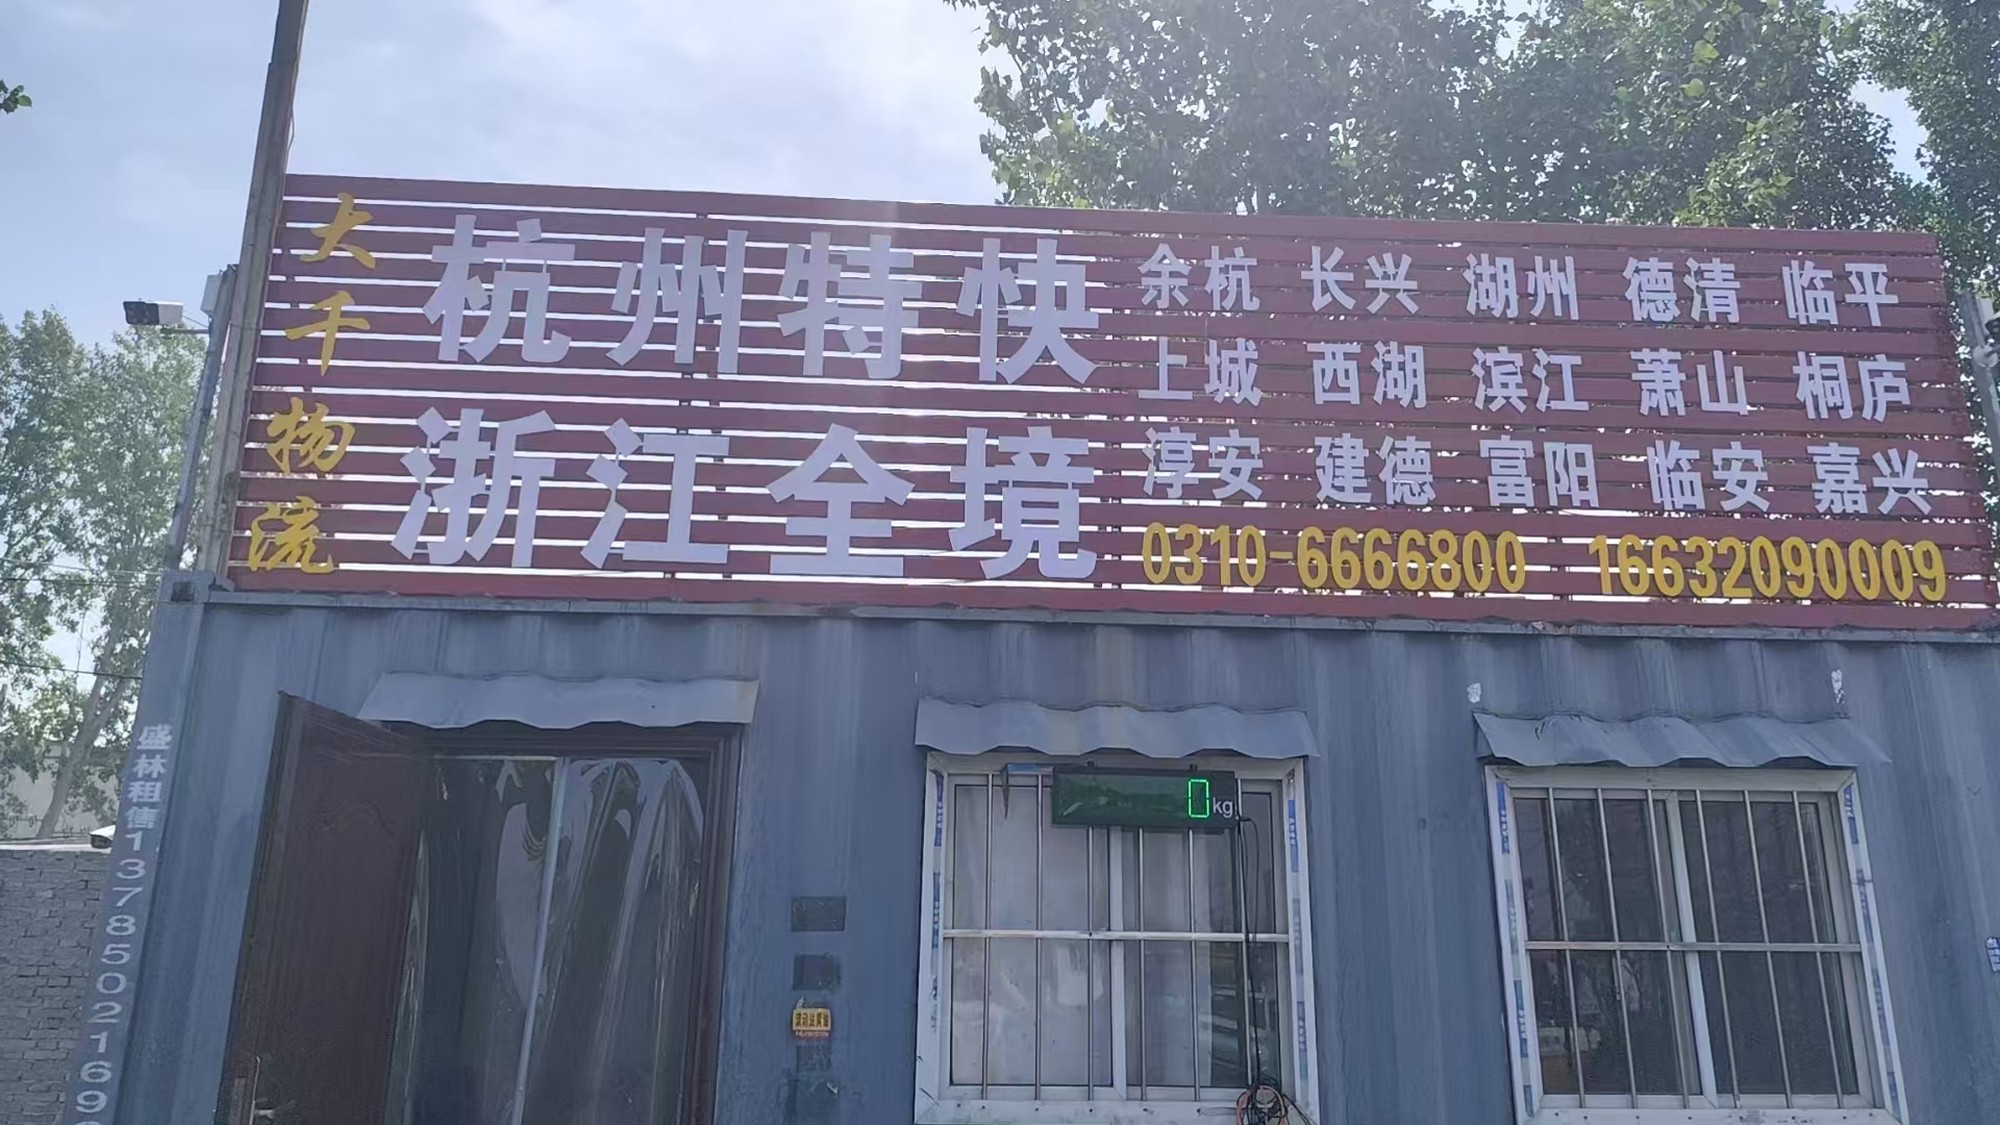 大千物流
杭州特快
浙江全境
余杭 长兴 湖州 德清 临平
上城 西湖 滨江 萧山 桐庐
淳安 建德 富阳 临安 嘉兴
0310-6666800 16632090009
0kg
盛林租售1378502169